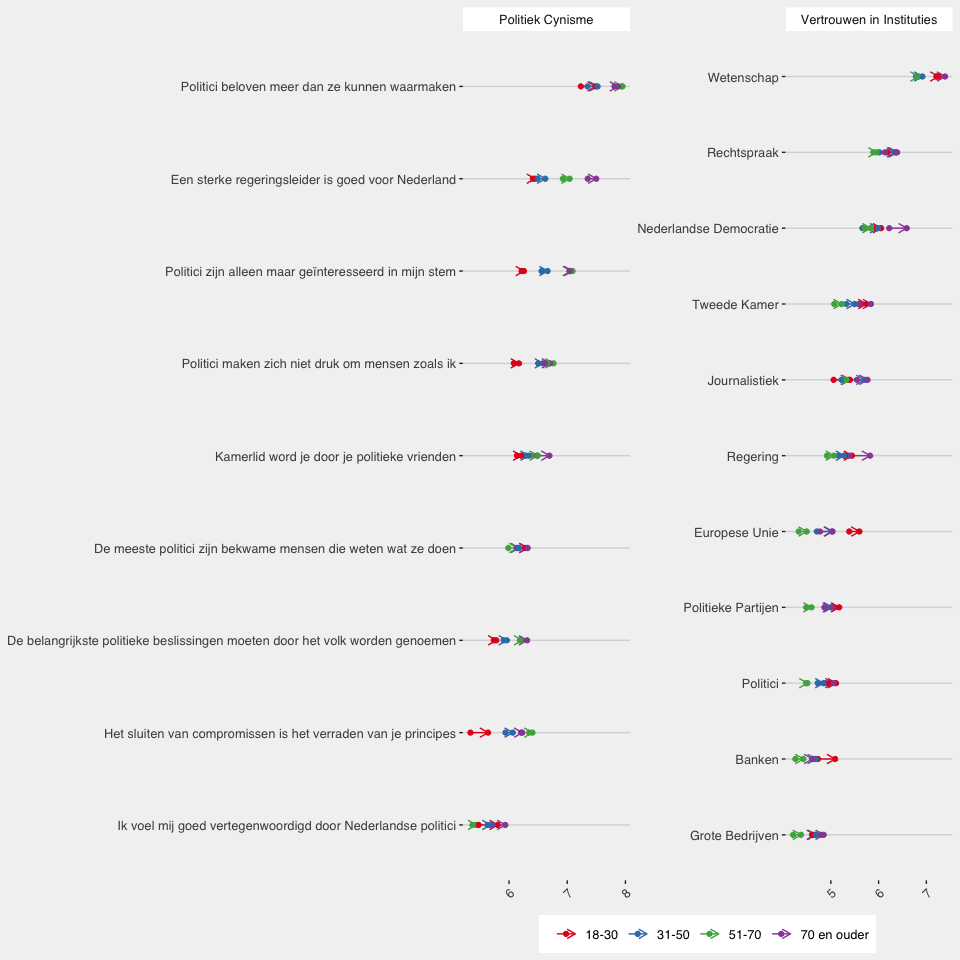 Politiek Cynisme
Politici beloven meer dan ze kunnen waarmaken
Een sterke regeringsleider is goed voor Nederland
Politici zijn alleen maar geïnteresseerd in mijn stem
Politici maken zich niet druk om mensen zoals ik
Kamerlid word je door je politieke vrienden
De meeste politici zijn bekwame mensen die weten wat ze doen
De belangrijkste politieke beslissingen moeten door het volk worden genoemen
Het sluiten van compromissen is het verraden van je principes
Ik voel mij goed vertegenwoordigd door Nederlandse politici
6 7 8
Vertrouwen in Instituties
Wetenschap
Rechtspraak
Nederlandse Democratie
Tweede Kamer
Journalistiek
Regering
Europese Unie
Politieke Partijen
Politici
Banken
Grote Bedrijven
5 6 7
18-30 31-50 51-70 70 en ouder